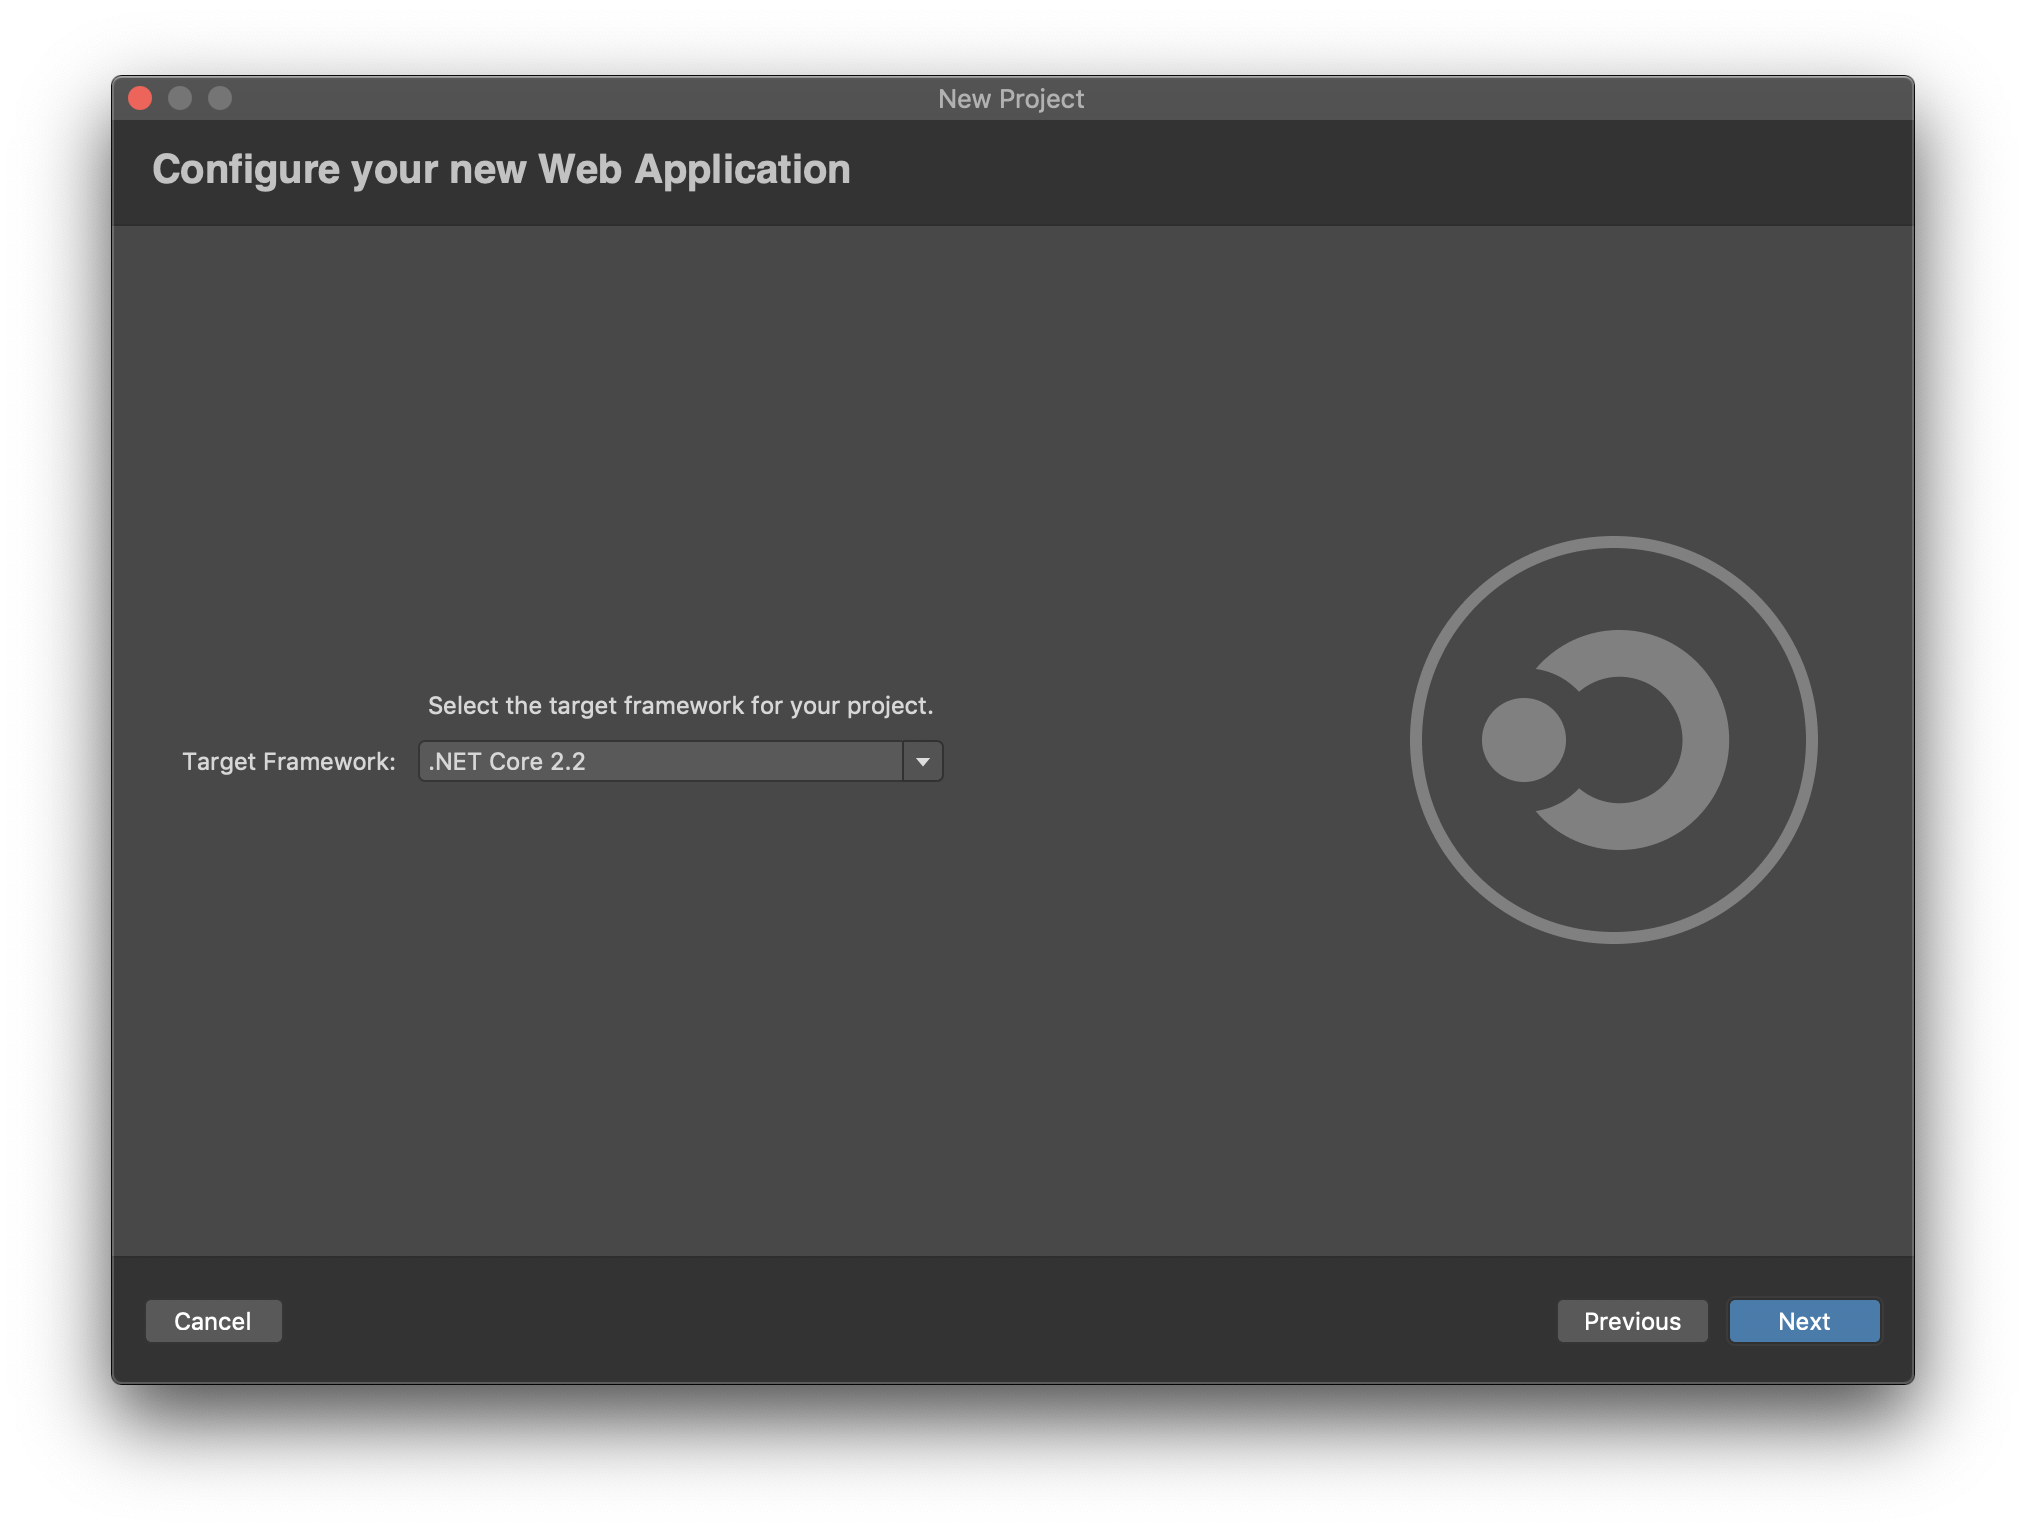 New Project
Configure your new Web Application
Select the target framework for your project.
Target Framework: .NET Core 2.2
Cancel Previous Next